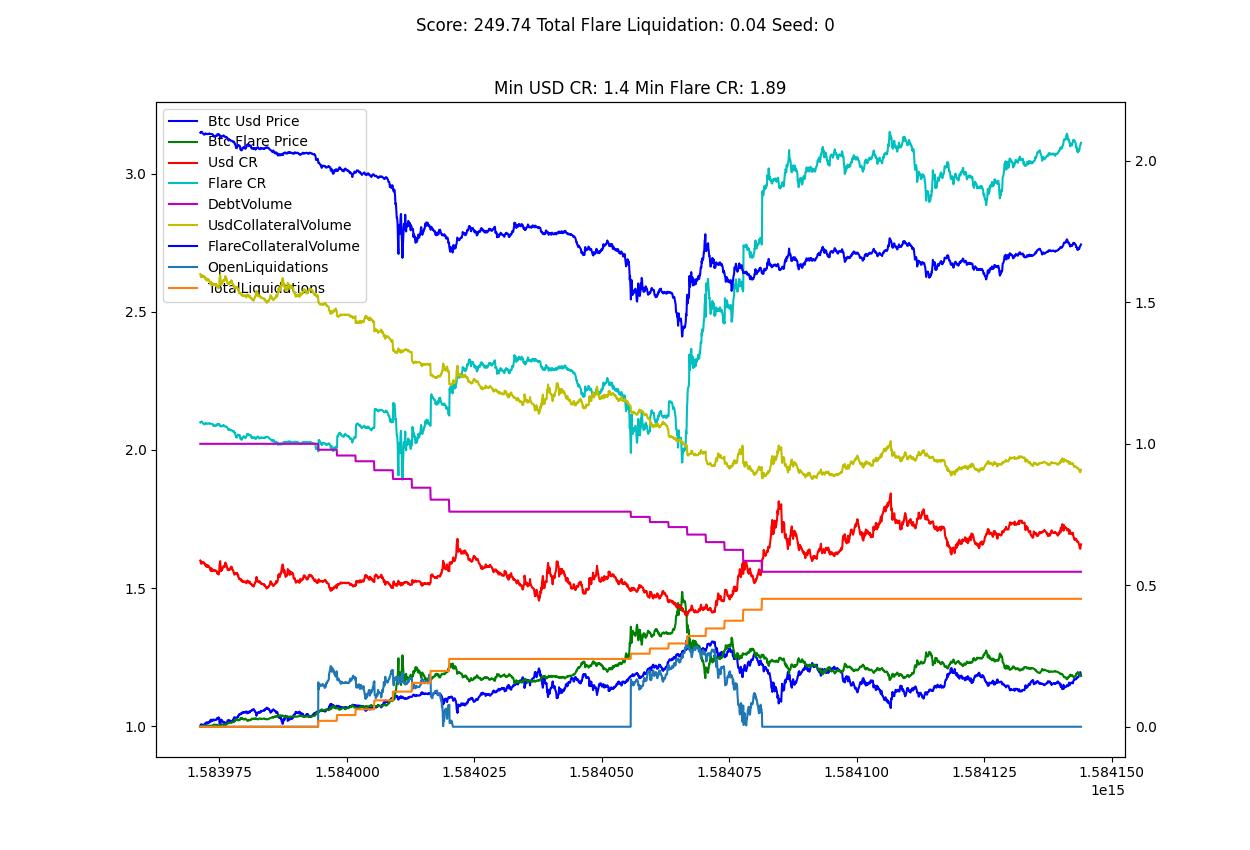 Score: 249.74 Total Flare Liquidation: 0.04 Seed: 0
Min USD CR: 1.4 Min Flare CR: 1.89
Btc Usd Price
Btc Flare Price
Usd CR
Flare CR
DebtVolume
UsdCollateralVolume
FlareCollateralVolume
OpenLiquidations
TotalLiquidations
3.0
2.5
2.0
1.5
1.0
2.0
1.5
1.0
0.5
0.0
1.583975 1.584000 1.584025 1.584050 1.584075 1.584100 1.584125 1.584150
1e15